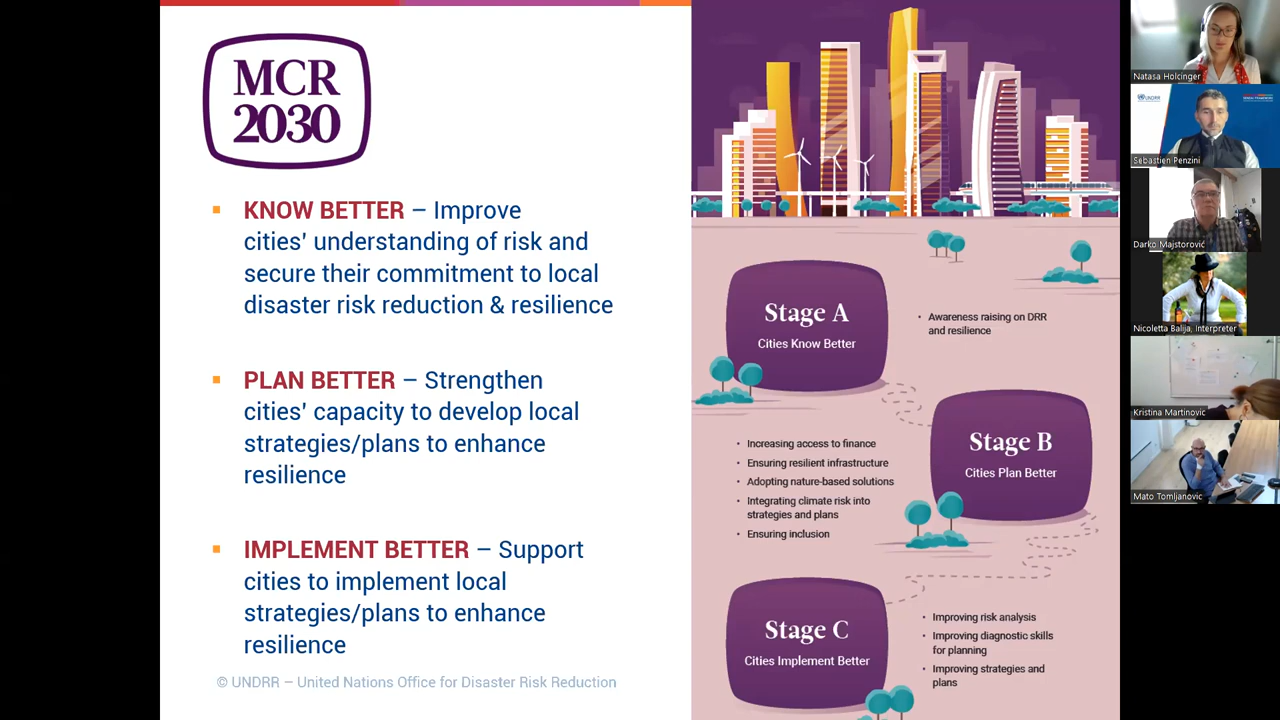 MCR
2030
KNOW BETTER – Improve
cities' understanding of risk and
secure their commitment to local
disaster risk reduction & resilience
PLAN BETTER – Strengthen
cities' capacity to develop local
strategies/plans to enhance
resilience
IMPLEMENT BETTER – Support
cities to implement local
strategies/plans to enhance
resilience
© UNDRR – United Nations Office for Disaster Risk Reduction
Stage A
Cities Know Better
• Awareness raising on DRR
and resilience
Stage B
Cities Plan Better
• Increasing access to finance
• Ensuring resilient infrastructure
• Adopting nature-based solutions
• Integrating climate risk into
strategies and plans
• Ensuring inclusion
Stage C
Cities Implement Better
• Improving risk analysis
• Improving diagnostic skills
for planning
• Improving strategies and
plans
Natasa Holcinger
UNDRR
Sebastien Penzini
Darko Majstorović
Nicoletta Balija, Interpreter
Kristina Martinovic
Mato Tomljanovic